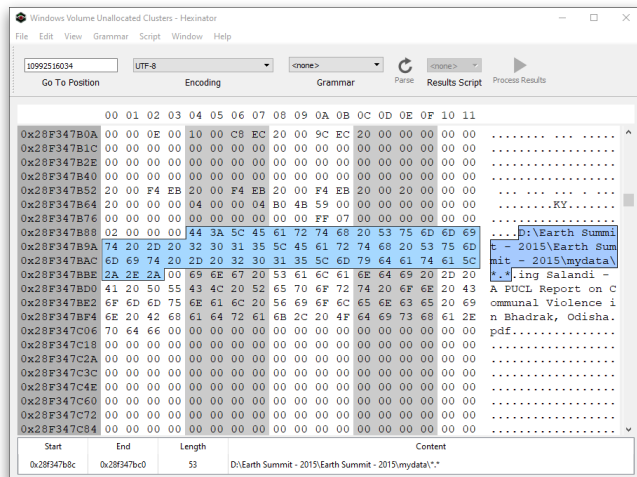 Windows Volume Unallocated Clusters - Hexinator
File Edit View Grammar Script Window Help
10992516034 UTF-8 <none> Parse <none> Process Results
Go To Position Encoding Grammar Results Script
00 01 02 03 04 05 06 07 08 09 0A 0B 0C 0D 0E 0F 10 11
0x28F347B0A 00 00 0E 00 10 00 C8 EC 20 00 9C EC 20 00 00 00 00 00 ........ ... .....
0x28F347B1C 00 00 00 00 00 00 00 00 00 00 00 00 00 00 00 00 00 00 ..................
0x28F347B2E 00 00 00 00 00 00 00 00 00 00 00 00 00 00 00 00 00 00 ..................
0x28F347B40 00 00 00 00 00 00 00 00 00 00 00 00 00 00 00 00 00 00 ..................
0x28F347B52 20 00 F4 EB 20 00 F4 EB 20 00 F4 EB 20 00 20 00 00 00 ... ... ... . ...
0x28F347B64 20 00 00 00 04 00 00 04 B0 4B 59 00 00 00 00 00 00 00 ........KY.......
0x28F347B76 00 00 00 00 00 00 00 00 00 00 FF 07 00 00 00 00 00 00 ..................
0x28F347B88 02 00 00 00 44 3A 5C 45 61 72 74 68 20 53 75 6D 6D 69 ....D:\Earth Summi
0x28F347B9A 74 20 2D 20 32 30 31 35 5C 45 61 72 74 68 20 53 75 6D t - 2015\Earth Sum
0x28F347BAC 6D 69 74 20 2D 20 32 30 31 35 5C 6D 79 64 61 74 61 5C mit - 2015\mydata\
0x28F347BBE 2A 2E 2A 00 69 6E 67 20 53 61 6C 61 6E 64 69 20 2D 20 *.*.ing Salandi -
0x28F347BD0 41 20 50 55 43 4C 20 52 65 70 6F 72 74 20 6F 6E 20 43 A PUCL Report on C
0x28F347BE2 6F 6D 6D 75 6E 61 6C 20 56 69 6F 6C 65 6E 63 65 20 69 ommunal Violence i
0x28F347BF4 6E 20 42 68 61 64 72 61 6B 2C 20 4F 64 69 73 68 61 2E n Bhadrak, Odisha.
0x28F347C06 70 64 66 00 00 00 00 00 00 00 00 00 00 00 00 00 00 00 pdf...............
0x28F347C18 00 00 00 00 00 00 00 00 00 00 00 00 00 00 00 00 00 00 ..................
0x28F347C2A 00 00 00 00 00 00 00 00 00 00 00 00 00 00 00 00 00 00 ..................
0x28F347C3C 00 00 00 00 00 00 00 00 00 00 00 00 00 00 00 00 00 00 ..................
0x28F347C4E 00 00 00 00 00 00 00 00 00 00 00 00 00 00 00 00 00 00 ..................
0x28F347C60 00 00 00 00 00 00 00 00 00 00 00 00 00 00 00 00 00 00 ..................
0x28F347C72 00 00 00 00 00 00 00 00 00 00 00 00 00 00 00 00 00 00 ..................
0x28F347C84 00 00 00 00 00 00 00 00 00 00 00 00 00 00 00 00 00 00 ..................
Start End Length Content
0x28f347b8c 0x28f347bc0 53 D:\Earth Summit - 2015\Earth Summit - 2015\mydata\*.*